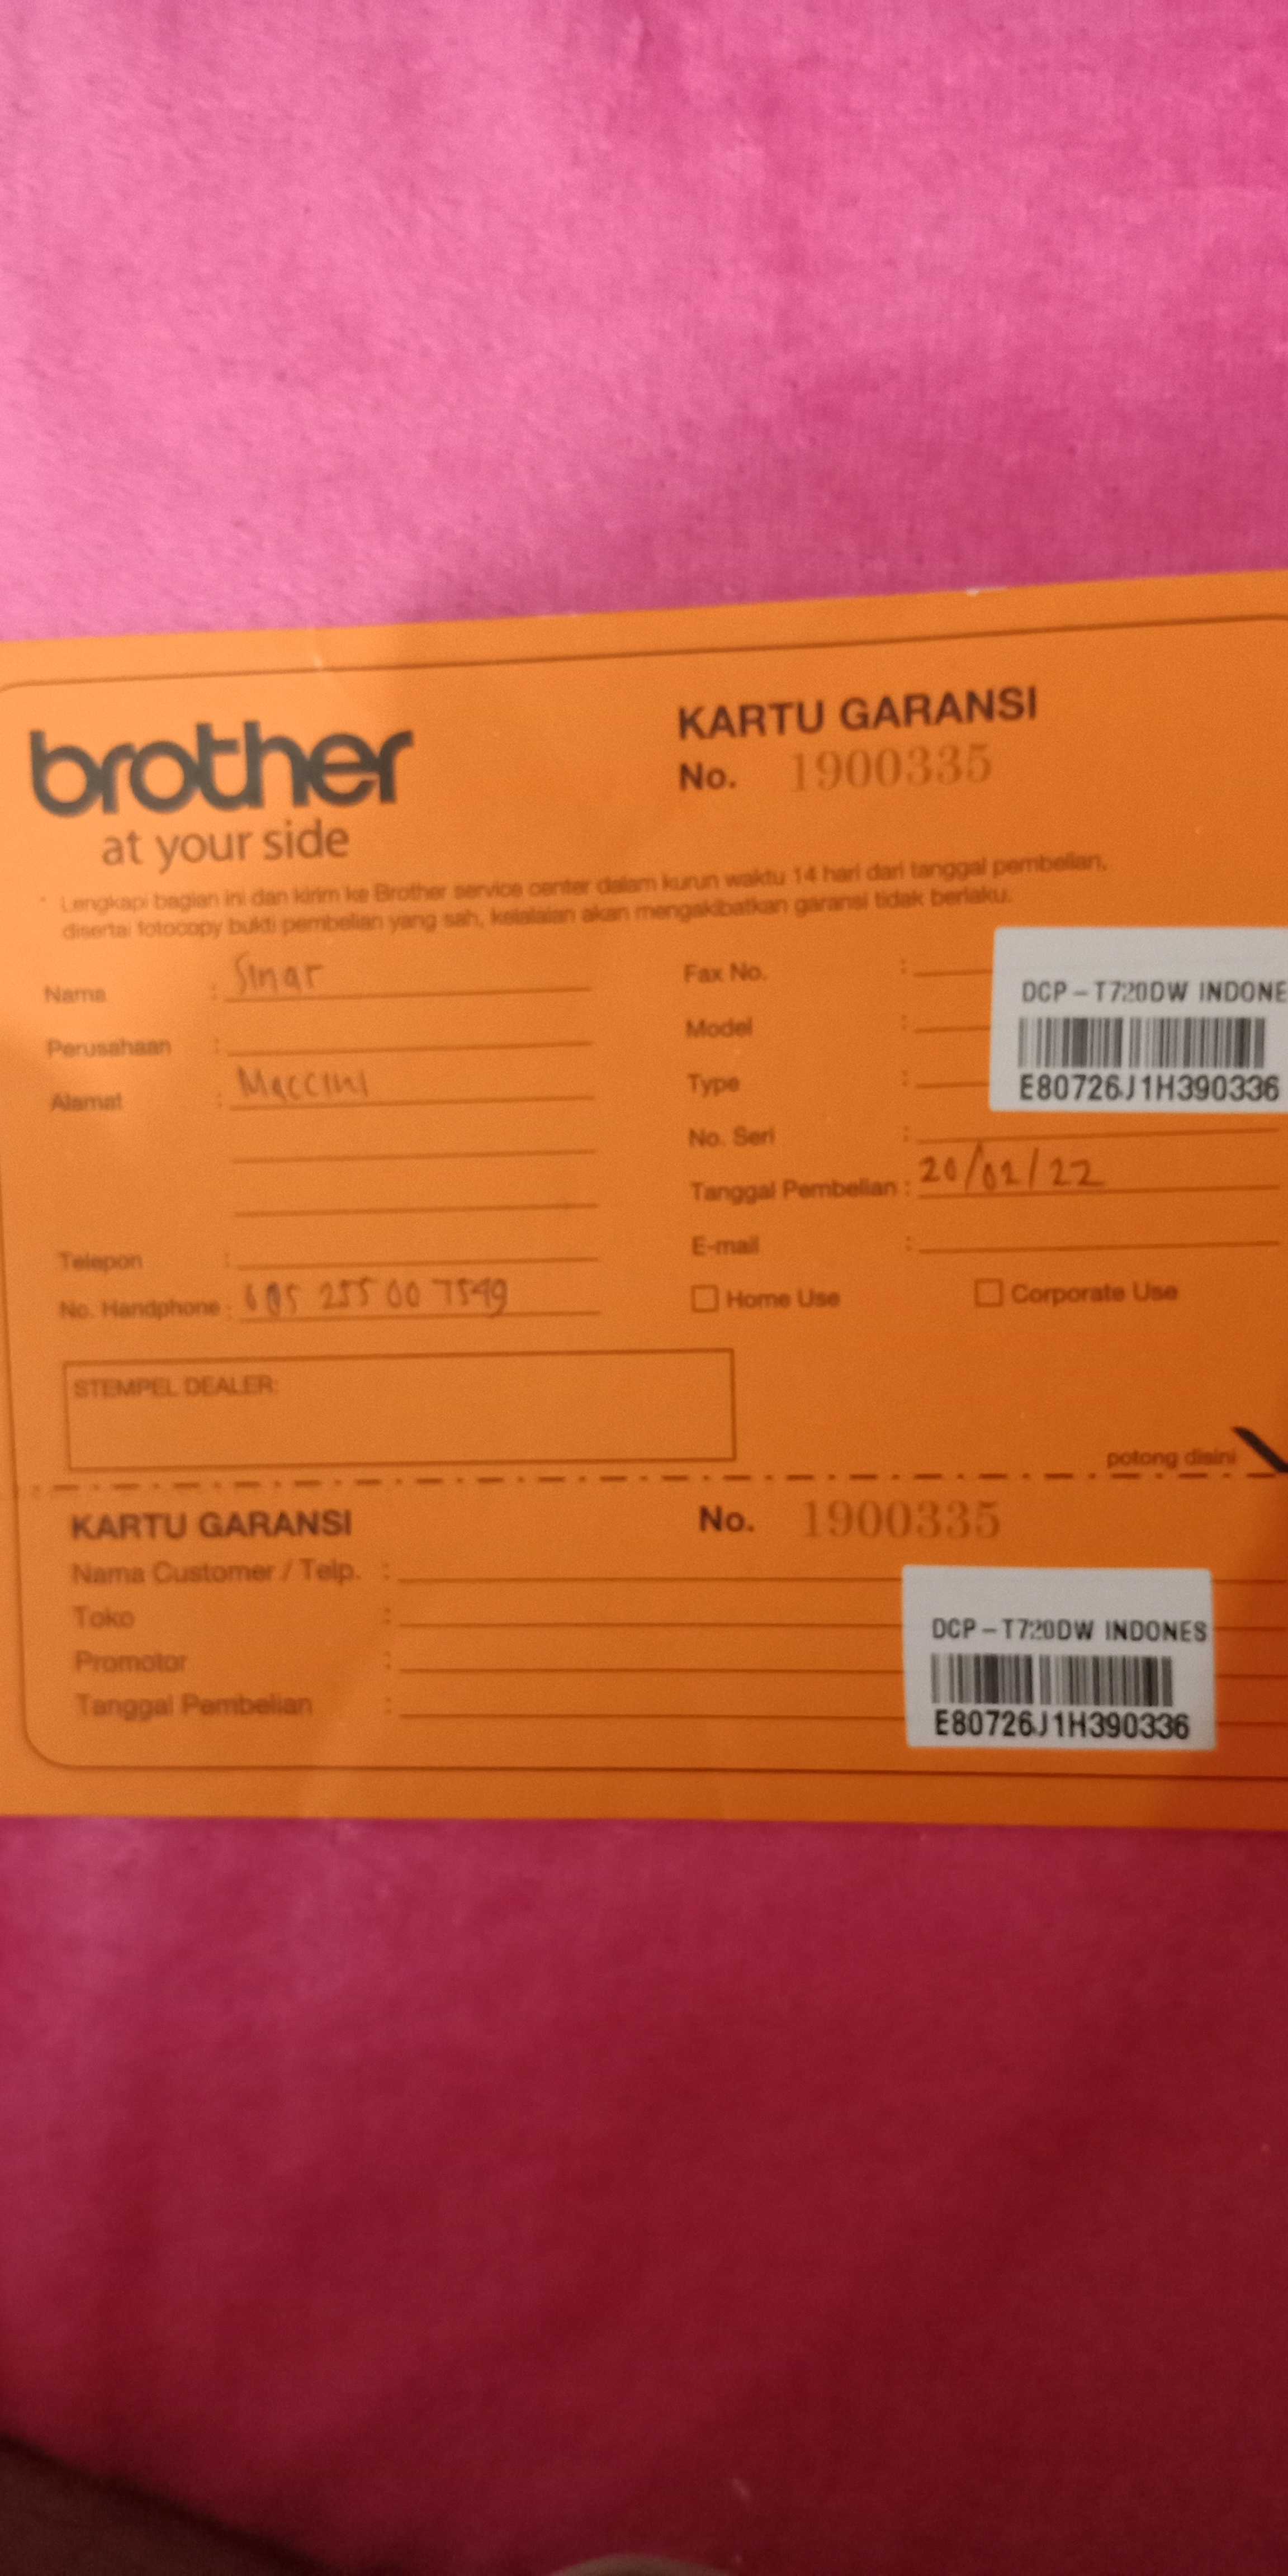 brother
at your side
KARTU GARANSI
No. 1900335
* Lengkapi bagian ini dan kirim ke Brother service center dalam kurun waktu 14 hari dari tanggal pembelian,
disertai fotocopy bukti pembelian yang sah, kelalaian akan mengakibatkan garansi tidak berlaku.
Nama : Sinar
Perusahaan :
Alamat : Maccini
Telepon :
No. Handphone : 085 255 00 7549
Fax No. :
Model :
Type :
No. Seri :
Tanggal Pembelian : 20/02/22
E-mail :
Home Use
Corporate Use
DCP-T720DW INDONE
E80726J1H390336
STEMPEL DEALER:
potong disini
KARTU GARANSI
No. 1900335
Nama Customer / Telp. :
Toko :
Promotor :
Tanggal Pembelian :
DCP-T720DW INDONES
E80726J1H390336